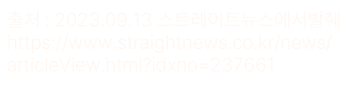 출처 : 2023.09.13 스트레이트뉴스에서발췌
https://www.straightnews.co.kr/news/
articleView.html?idxno=237661